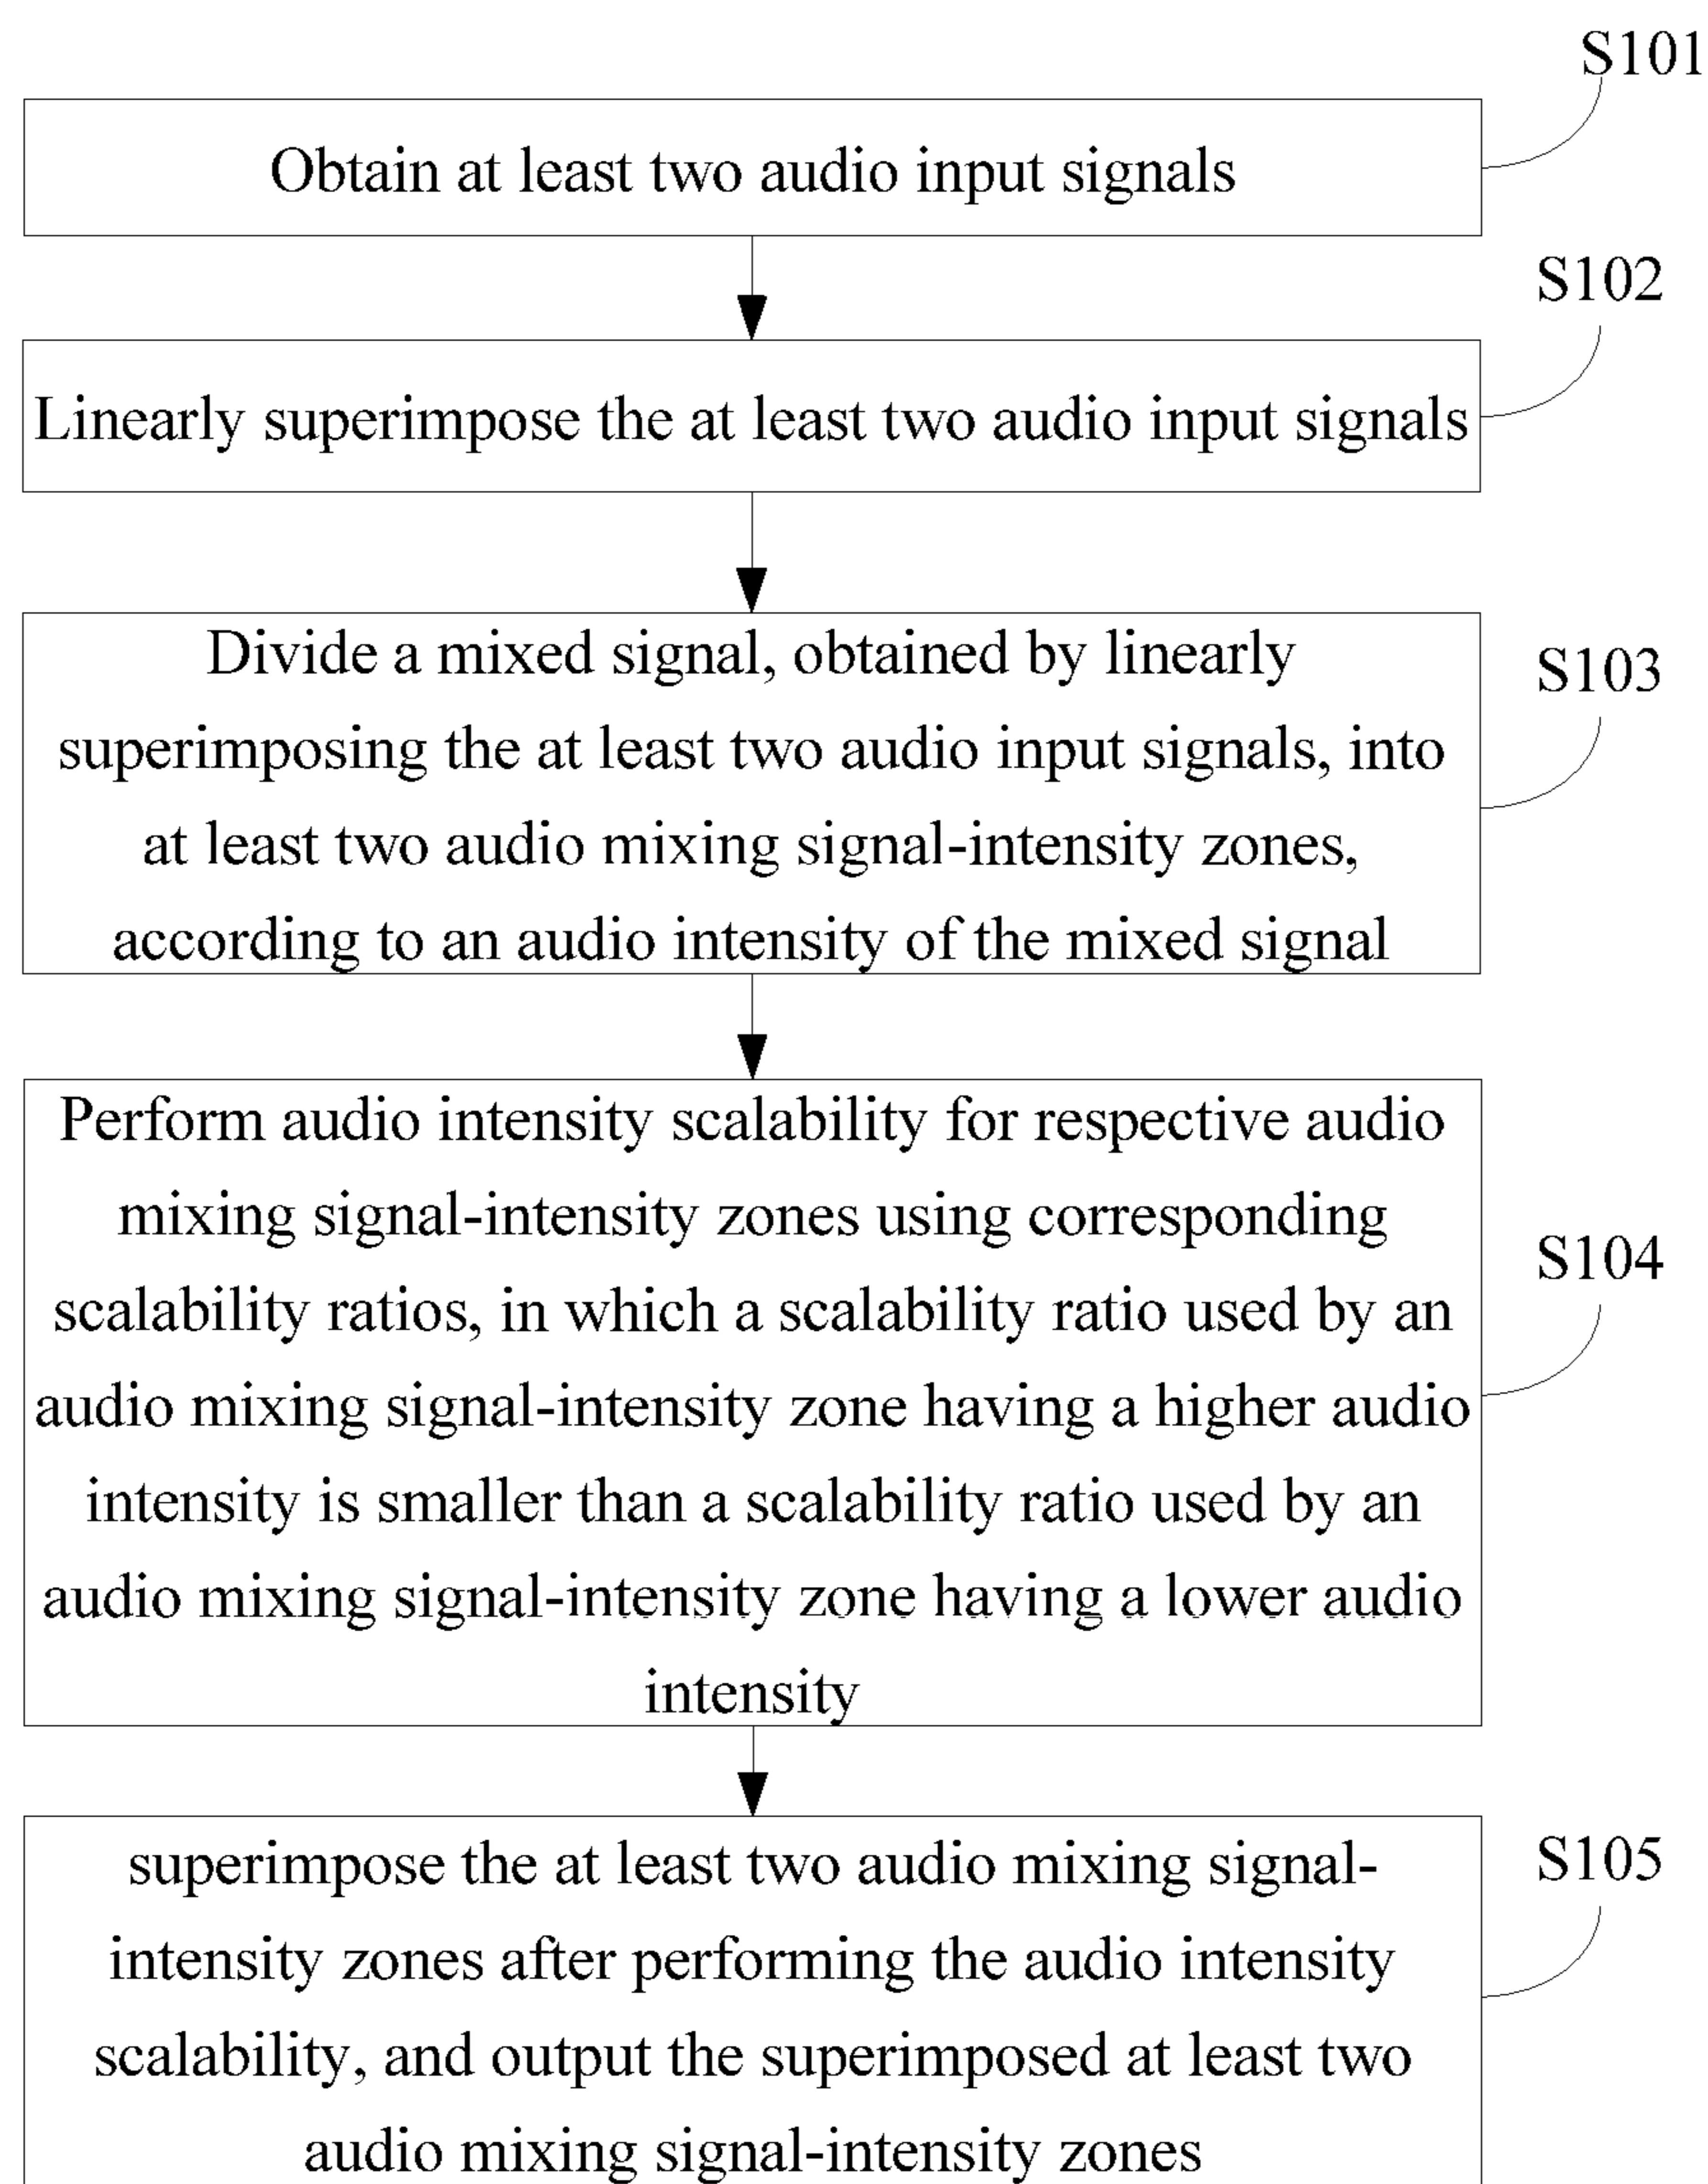 S101
Obtain at least two audio input signals
S102
Linearly superimpose the at least two audio input signals
Divide a mixed signal, obtained by linearly
superimposing the at least two audio input signals, into
at least two audio mixing signal-intensity zones,
according to an audio intensity of the mixed signal
S103
Perform audio intensity scalability for respective audio
mixing signal-intensity zones using corresponding
scalability ratios, in which a scalability ratio used by an
audio mixing signal-intensity zone having a higher audio
intensity is smaller than a scalability ratio used by an
audio mixing signal-intensity zone having a lower audio
intensity
S104
superimpose the at least two audio mixing signal-
intensity zones after performing the audio intensity
scalability, and output the superimposed at least two
audio mixing signal-intensity zones
S105